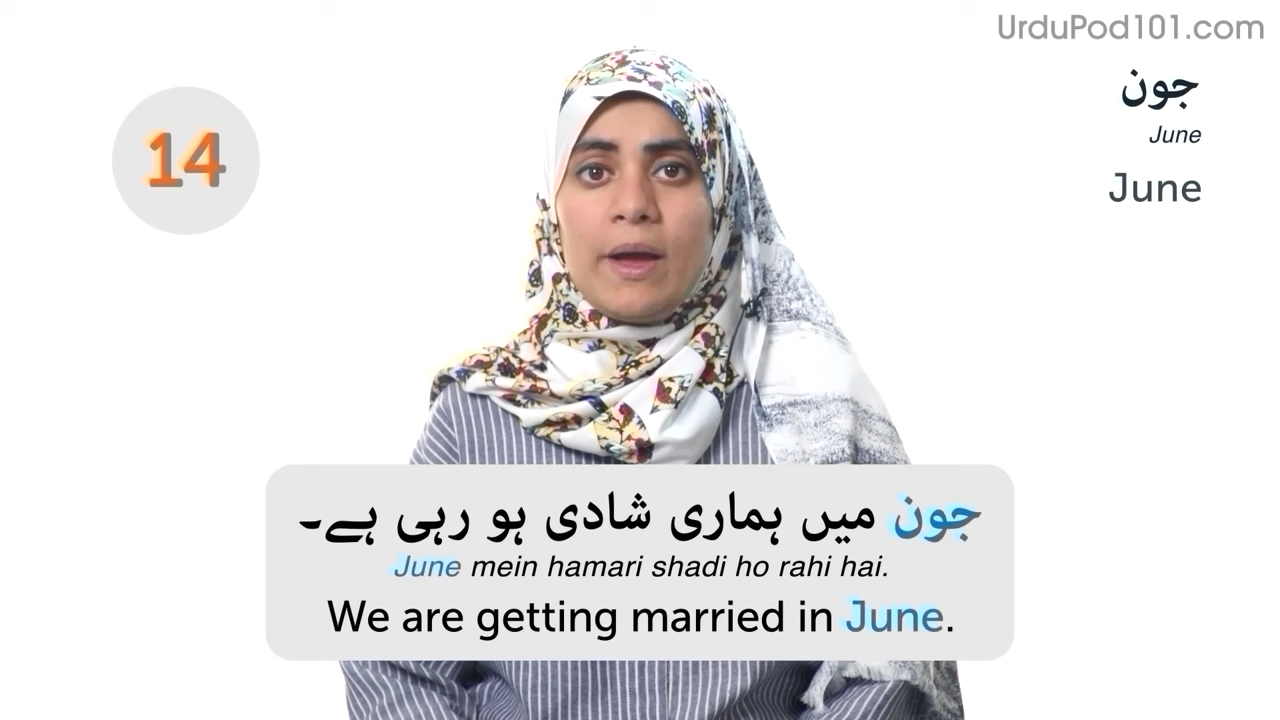 UrduPod101.com
14
جون
June
June
جون میں ہماری شادی ہو رہی ہے۔
June mein hamari shadi ho rahi hai.
We are getting married in June.